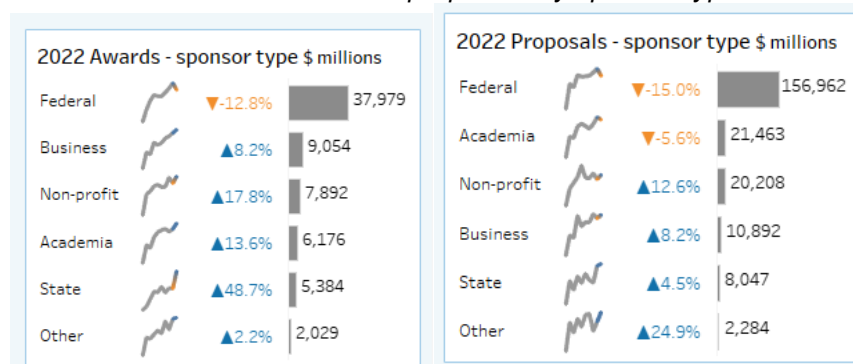 2022 Awards - sponsor type $ millions
Federal ▼-12.8% 37,979
Business ▲8.2% 9,054
Non-profit ▲17.8% 7,892
Academia ▲13.6% 6,176
State ▲48.7% 5,384
Other ▲2.2% 2,029
2022 Proposals - sponsor type $ millions
Federal ▼-15.0% 156,962
Academia ▼-5.6% 21,463
Non-profit ▲12.6% 20,208
Business ▲8.2% 10,892
State ▲4.5% 8,047
Other ▲24.9% 2,284